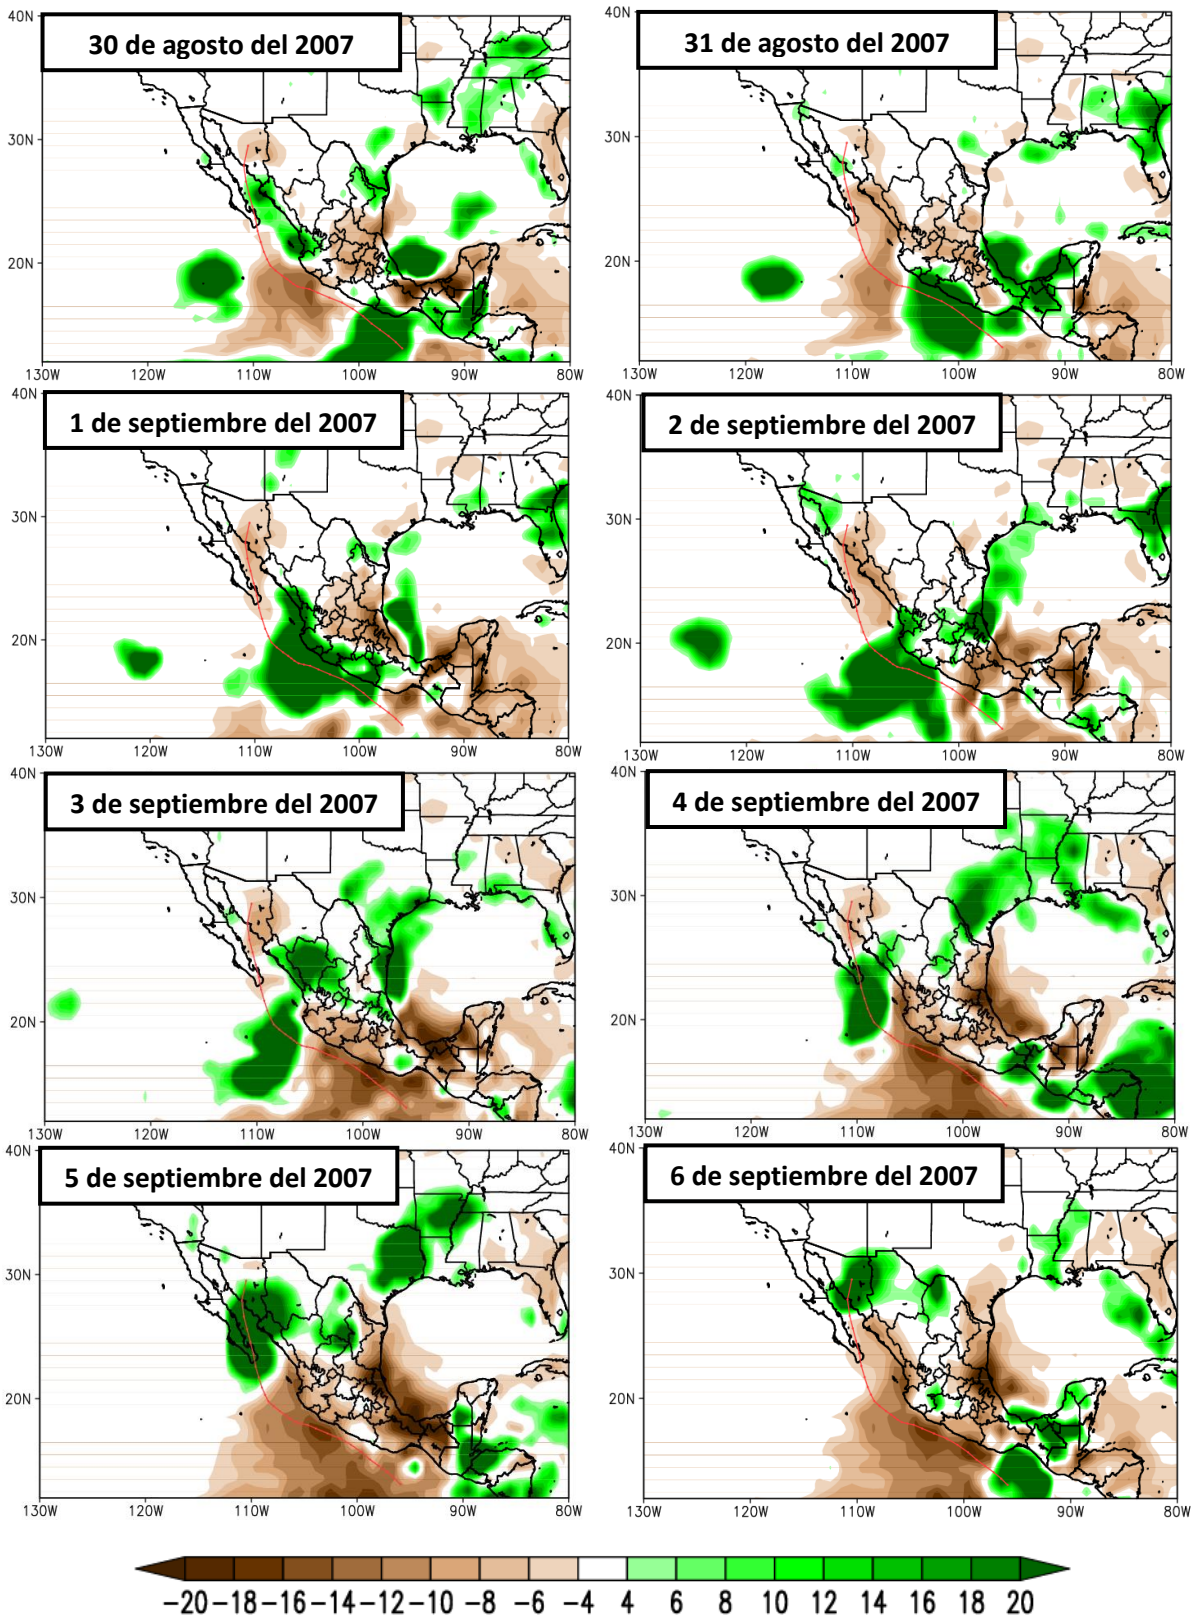 40N
30 de agosto del 2007
30N
20N
130W 120W 110W 100W 90W 80W
40N
31 de agosto del 2007
30N
20N
130W 120W 110W 100W 90W 80W
40N
1 de septiembre del 2007
30N
20N
130W 120W 110W 100W 90W 80W
40N
2 de septiembre del 2007
30N
20N
130W 120W 110W 100W 90W 80W
40N
3 de septiembre del 2007
30N
20N
130W 120W 110W 100W 90W 80W
40N
4 de septiembre del 2007
30N
20N
130W 120W 110W 100W 90W 80W
40N
5 de septiembre del 2007
30N
20N
130W 120W 110W 100W 90W 80W
40N
6 de septiembre del 2007
30N
20N
130W 120W 110W 100W 90W 80W
-20 -18 -16 -14 -12 -10 -8 -6 -4 4 6 8 10 12 14 16 18 20